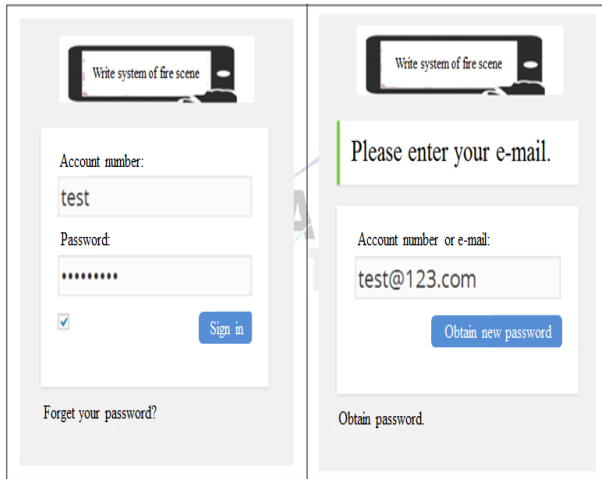 Write system of fire scene
Account number:
test
Password:
•••••••••
Sign in
Forget your password?
Write system of fire scene
Please enter your e-mail.
Account number or e-mail:
test@123.com
Obtain new password
Obtain password.